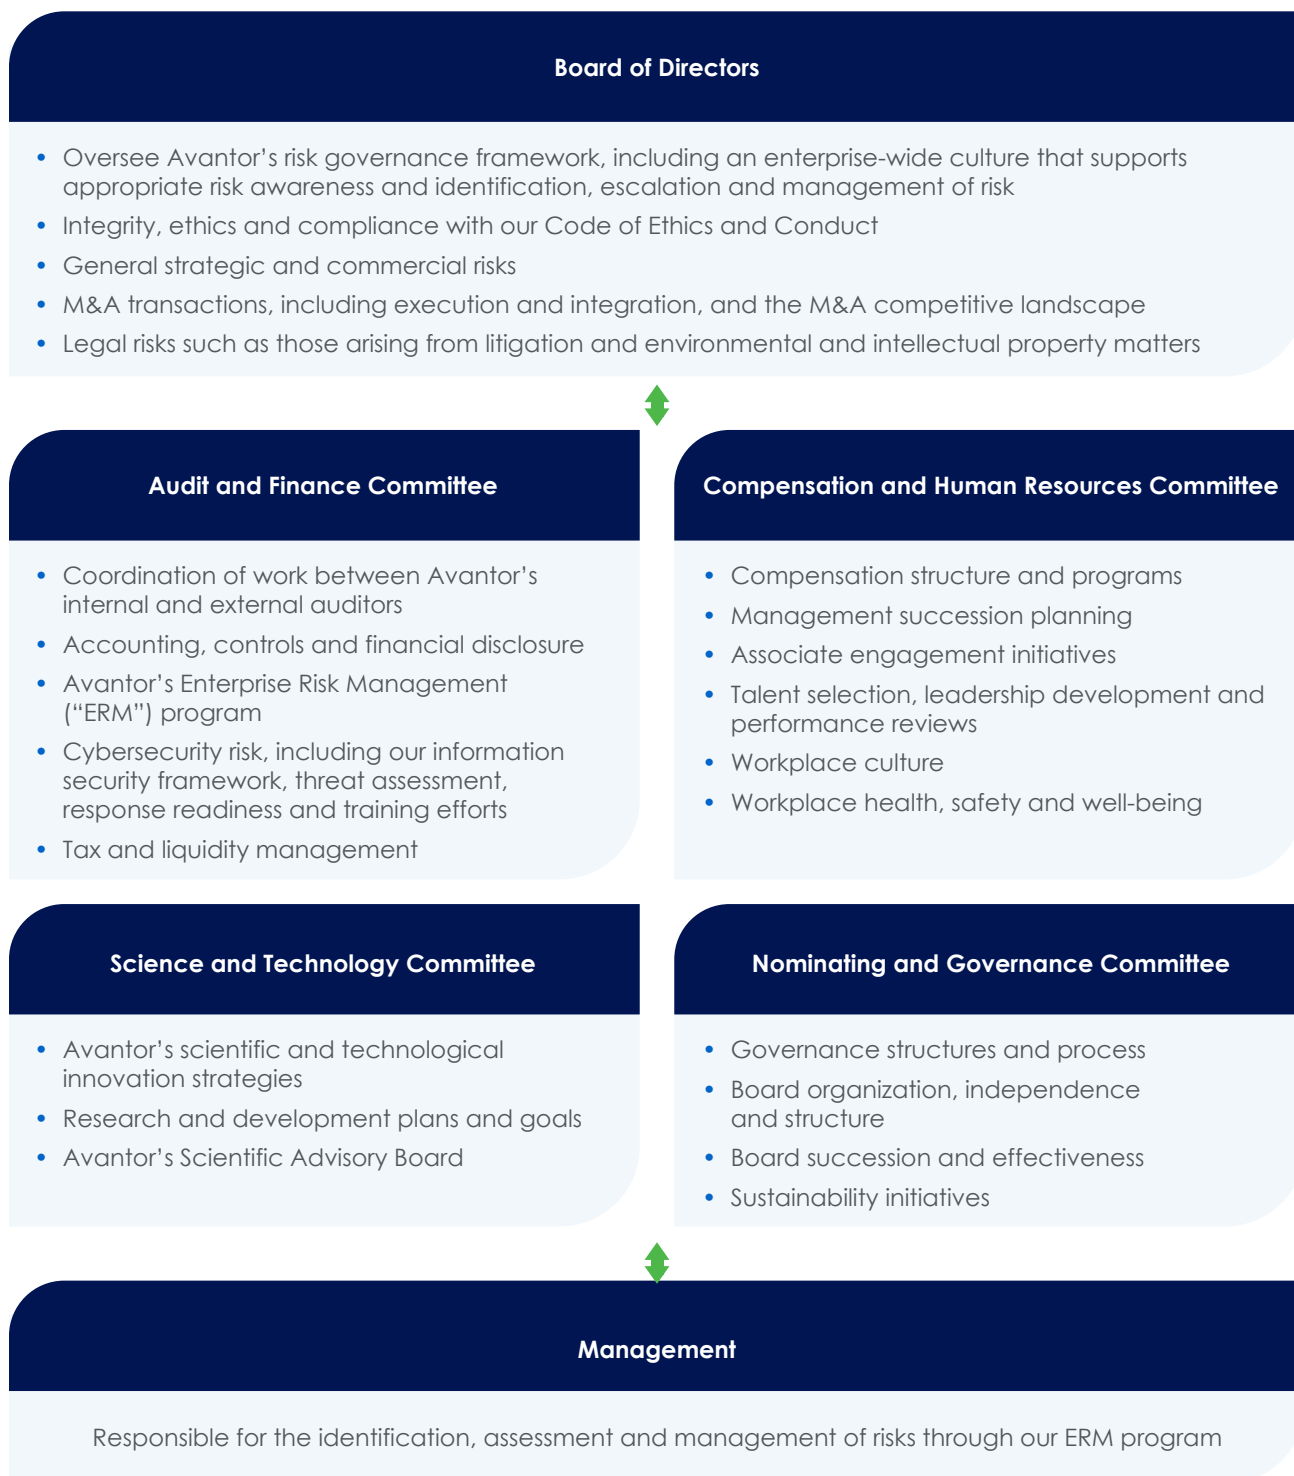 Board of Directors
• Oversee Avantor’s risk governance framework, including an enterprise-wide culture that supports
appropriate risk awareness and identification, escalation and management of risk
• Integrity, ethics and compliance with our Code of Ethics and Conduct
• General strategic and commercial risks
• M&A transactions, including execution and integration, and the M&A competitive landscape
• Legal risks such as those arising from litigation and environmental and intellectual property matters
Audit and Finance Committee
• Coordination of work between Avantor’s
internal and external auditors
• Accounting, controls and financial disclosure
• Avantor’s Enterprise Risk Management
(“ERM”) program
• Cybersecurity risk, including our information
security framework, threat assessment,
response readiness and training efforts
• Tax and liquidity management
Compensation and Human Resources Committee
• Compensation structure and programs
• Management succession planning
• Associate engagement initiatives
• Talent selection, leadership development and
performance reviews
• Workplace culture
• Workplace health, safety and well-being
Science and Technology Committee
• Avantor’s scientific and technological
innovation strategies
• Research and development plans and goals
• Avantor’s Scientific Advisory Board
Nominating and Governance Committee
• Governance structures and process
• Board organization, independence
and structure
• Board succession and effectiveness
• Sustainability initiatives
Management
Responsible for the identification, assessment and management of risks through our ERM program